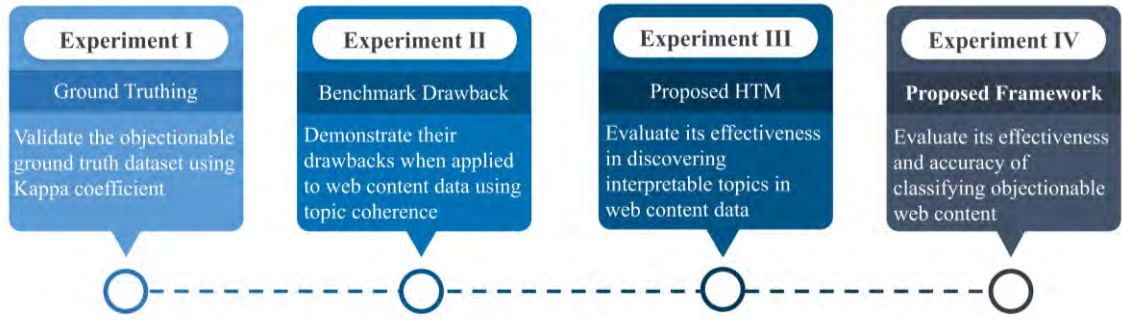 Experiment I
Ground Truthing
Validate the objectionable
ground truth dataset using
Kappa coefficient
Experiment II
Benchmark Drawback
Demonstrate their
drawbacks when applied
to web content data using
topic coherence
Experiment III
Proposed HTM
Evaluate its effectiveness
in discovering
interpretable topics in
web content data
Experiment IV
Proposed Framework
Evaluate its effectiveness
and accuracy of
classifying objectionable
web content